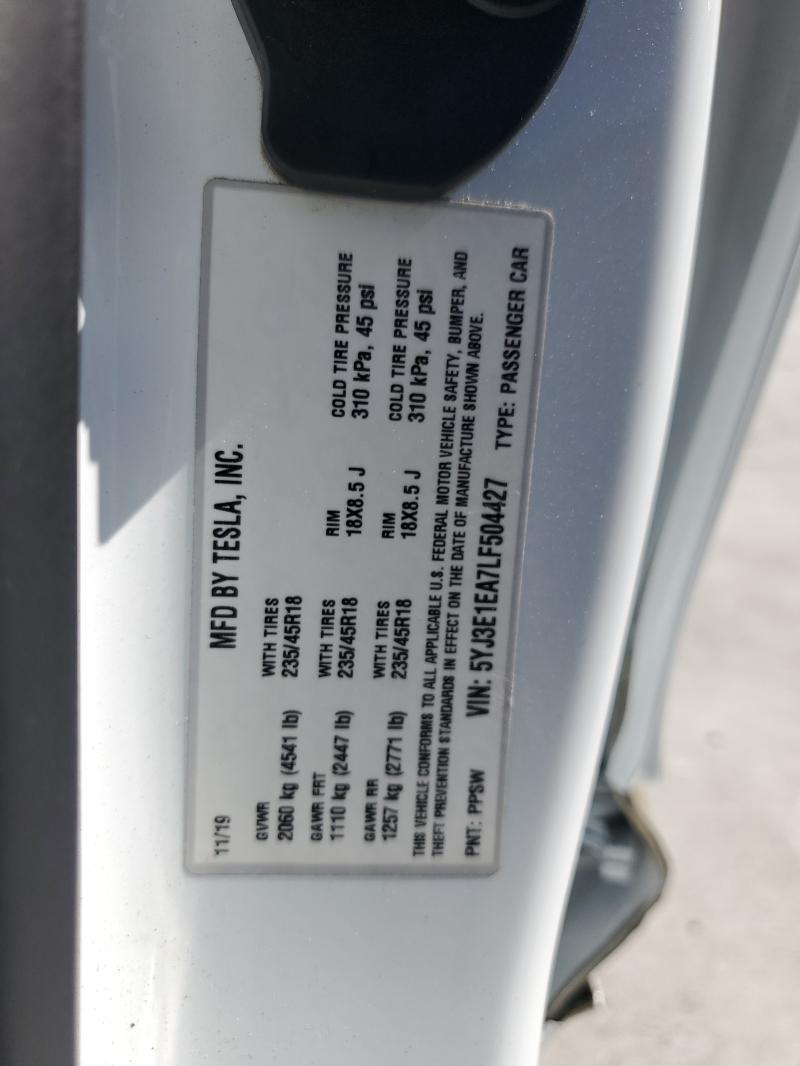 11/19 MFD BY TESLA, INC.
GVWR WITH TIRES
2060 kg (4541 lb) 235/45R18
GAWR FRT WITH TIRES RIM COLD TIRE PRESSURE
1110 kg (2447 lb) 235/45R18 18X8.5 J 310 kPa, 45 psi
GAWR RR WITH TIRES RIM COLD TIRE PRESSURE
1257 kg (2771 lb) 235/45R18 18X8.5 J 310 kPa, 45 psi
THIS VEHICLE CONFORMS TO ALL APPLICABLE U.S. FEDERAL MOTOR VEHICLE SAFETY, BUMPER, AND
THEFT PREVENTION STANDARDS IN EFFECT ON THE DATE OF MANUFACTURE SHOWN ABOVE.
PNT: PPSW VIN: 5YJ3E1EA7LF504427 TYPE: PASSENGER CAR